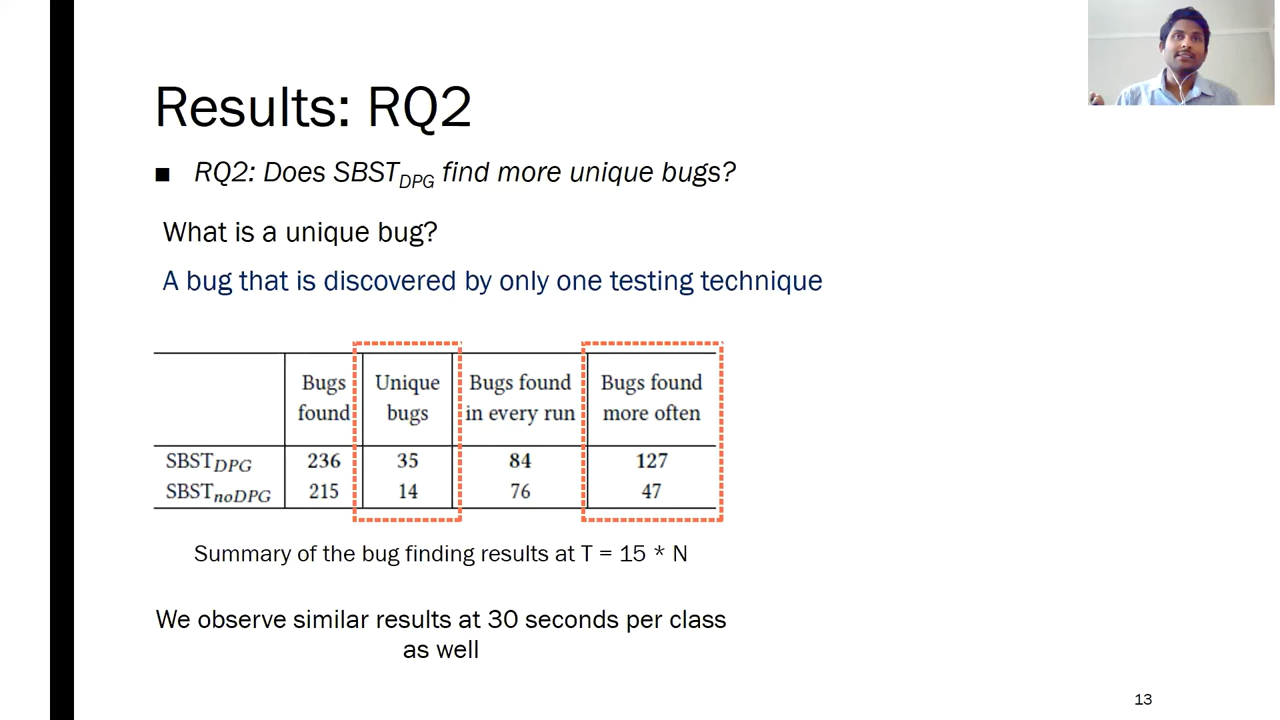 Results: RQ2
■ RQ2: Does SBST_DPG find more unique bugs?
What is a unique bug?
A bug that is discovered by only one testing technique
Bugs found | Unique bugs | Bugs found in every run | Bugs found more often
SBST_DPG 236 35 84 127
SBST_noDPG 215 14 76 47
Summary of the bug finding results at T = 15 * N
We observe similar results at 30 seconds per class
as well
13